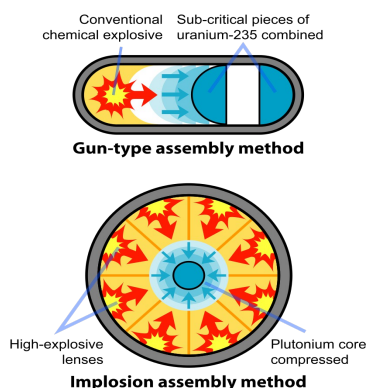 Conventional
chemical explosive
Sub-critical pieces of
uranium-235 combined
Gun-type assembly method
High-explosive
lenses
Plutonium core
compressed
Implosion assembly method